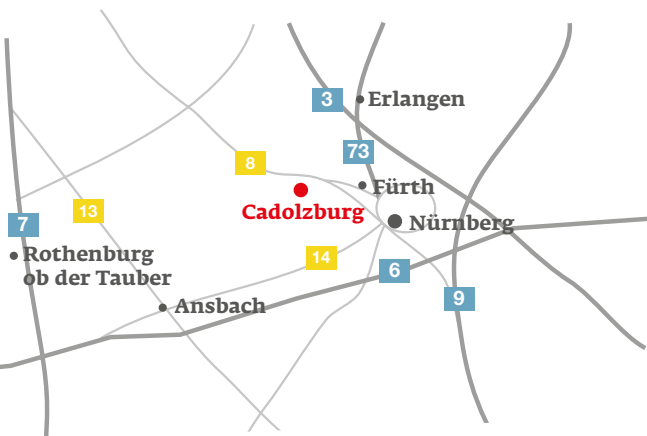 3
Erlangen
73
8
Fürth
Cadolzburg
13
7
Nürnberg
Rothenburg
ob der Tauber
14
6
9
Ansbach